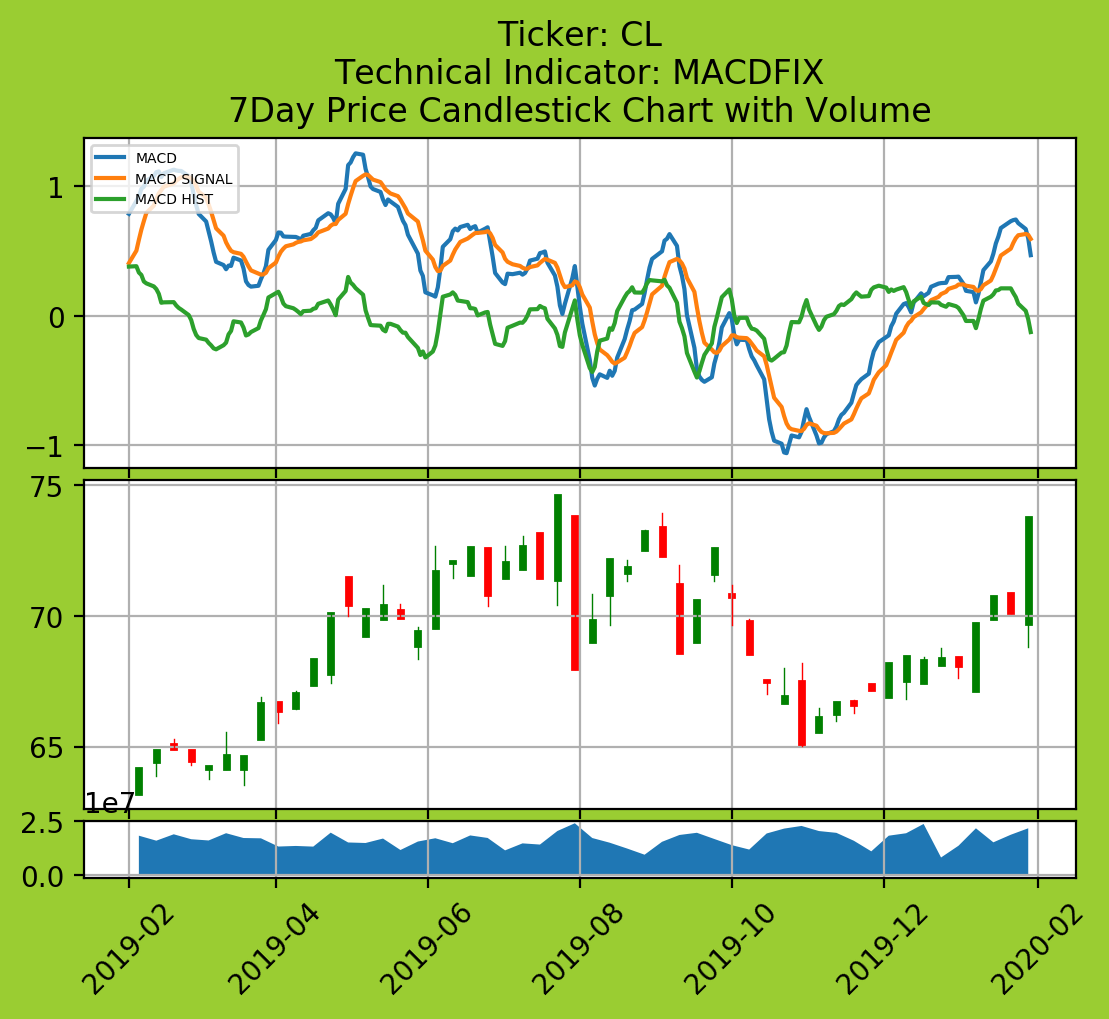 Ticker: CL
Technical Indicator: MACDFIX
7Day Price Candlestick Chart with Volume
MACD
MACD SIGNAL
MACD HIST
1
0
−1
75
70
65
1e7
2.5
0.0
2019-02
2019-04
2019-06
2019-08
2019-10
2019-12
2020-02